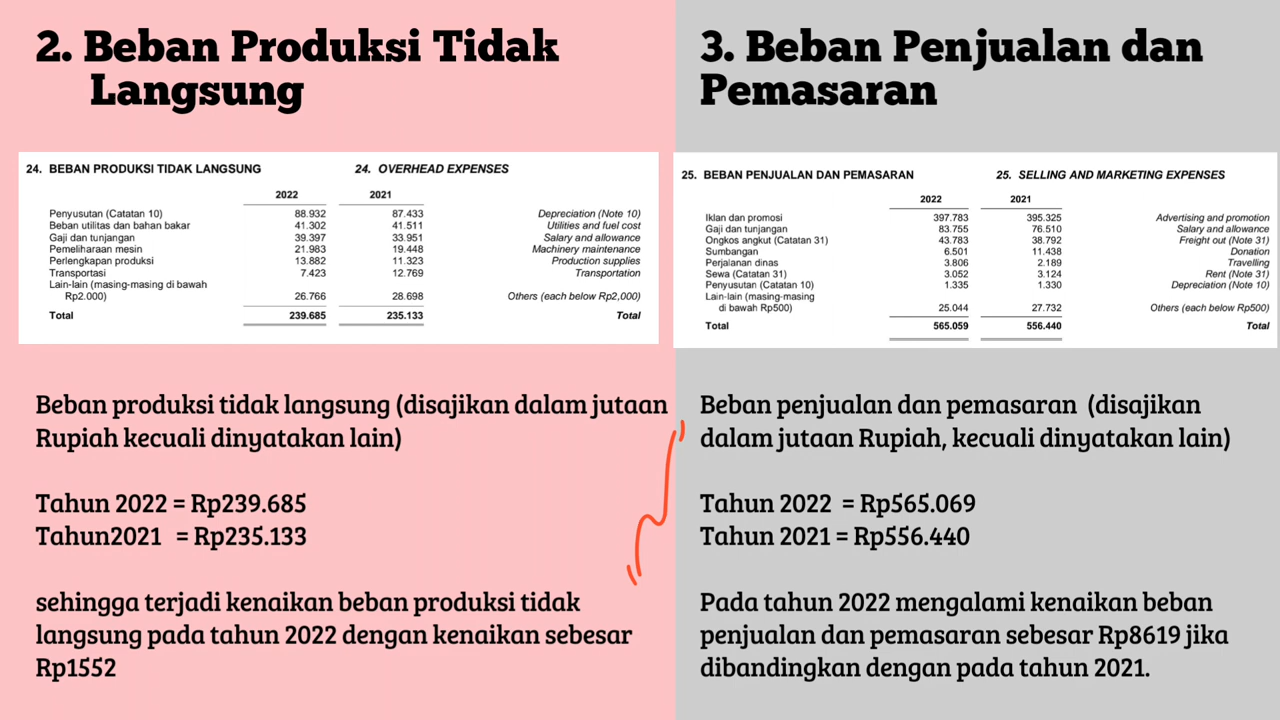 2. Beban Produksi Tidak
Langsung
24. BEBAN PRODUKSI TIDAK LANGSUNG 24. OVERHEAD EXPENSES
2022 2021
Penyusutan (Catatan 10) 88.932 87.433 Depreciation (Note 10)
Beban utilitas dan bahan bakar 41.302 41.511 Utilities and fuel cost
Gaji dan tunjangan 39.397 33.951 Salary and allowance
Pemeliharaan mesin 21.983 19.448 Machinery maintenance
Perlengkapan produksi 13.882 11.323 Production supplies
Transportasi 7.423 12.769 Transportation
Lain-lain (masing-masing di bawah
Rp2.000) 26.766 28.698 Others (each below Rp2,000)
Total 239.685 235.133 Total
Beban produksi tidak langsung (disajikan dalam jutaan
Rupiah kecuali dinyatakan lain)
Tahun 2022 = Rp239.685
Tahun2021 = Rp235.133
sehingga terjadi kenaikan beban produksi tidak
langsung pada tahun 2022 dengan kenaikan sebesar
Rp1552
3. Beban Penjualan dan
Pemasaran
25. BEBAN PENJUALAN DAN PEMASARAN 25. SELLING AND MARKETING EXPENSES
2022 2021
Iklan dan promosi 397.783 395.325 Advertising and promotion
Gaji dan tunjangan 83.755 76.510 Salary and allowance
Ongkos angkut (Catatan 31) 43.783 38.792 Freight out (Note 31)
Sumbangan 6.501 11.438 Donation
Perjalanan dinas 3.806 2.189 Travelling
Sewa (Catatan 31) 3.052 3.124 Rent (Note 31)
Penyusutan (Catatan 10) 1.335 1.330 Depreciation (Note 10)
Lain-lain (masing-masing
di bawah Rp500) 25.044 27.732 Others (each below Rp500)
Total 565.059 556.440 Total
Beban penjualan dan pemasaran (disajikan
dalam jutaan Rupiah, kecuali dinyatakan lain)
Tahun 2022 = Rp565.069
Tahun 2021 = Rp556.440
Pada tahun 2022 mengalami kenaikan beban
penjualan dan pemasaran sebesar Rp8619 jika
dibandingkan dengan pada tahun 2021.